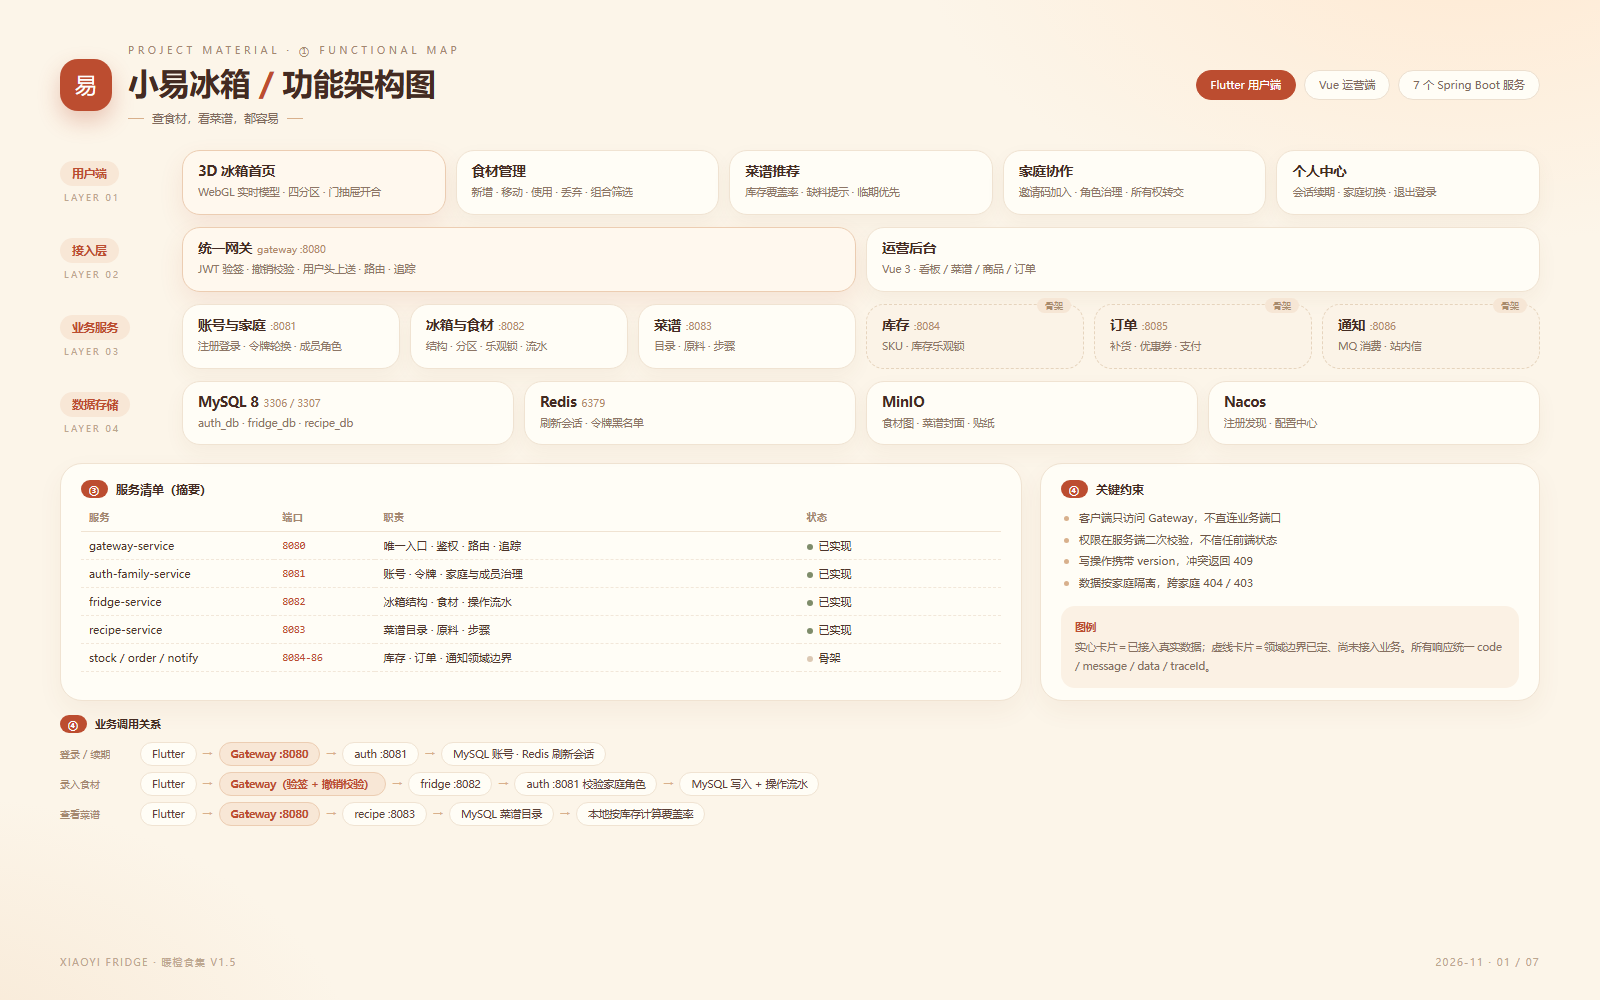 PROJECT MATERIAL · ① FUNCTIONAL MAP
易
小易冰箱 / 功能架构图
查食材，看菜谱，都容易
Flutter 用户端
Vue 运营端
7 个 Spring Boot 服务
用户端
LAYER 01
3D 冰箱首页
WebGL 实时模型 · 四分区 · 门抽屉开合
食材管理
新增 · 移动 · 使用 · 丢弃 · 组合筛选
菜谱推荐
库存覆盖率 · 缺料提示 · 临期优先
家庭协作
邀请码加入 · 角色治理 · 所有权转交
个人中心
会话续期 · 家庭切换 · 退出登录
接入层
LAYER 02
统一网关 gateway :8080
JWT 验签 · 撤销校验 · 用户头上送 · 路由 · 追踪
运营后台
Vue 3 · 看板 / 菜谱 / 商品 / 订单
业务服务
LAYER 03
账号与家庭 :8081
注册登录 · 令牌轮换 · 成员角色
冰箱与食材 :8082
结构 · 分区 · 乐观锁 · 流水
菜谱 :8083
目录 · 原料 · 步骤
骨架
库存 :8084
SKU · 库存乐观锁
骨架
订单 :8085
补货 · 优惠券 · 支付
骨架
通知 :8086
MQ 消费 · 站内信
数据存储
LAYER 04
MySQL 8 3306 / 3307
auth_db · fridge_db · recipe_db
Redis 6379
刷新会话 · 令牌黑名单
MinIO
食材图 · 菜谱封面 · 贴纸
Nacos
注册发现 · 配置中心
③ 服务清单（摘要）
服务 端口 职责 状态
gateway-service 8080 唯一入口 · 鉴权 · 路由 · 追踪 已实现
auth-family-service 8081 账号 · 令牌 · 家庭与成员治理 已实现
fridge-service 8082 冰箱结构 · 食材 · 操作流水 已实现
recipe-service 8083 菜谱目录 · 原料 · 步骤 已实现
stock / order / notify 8084-86 库存 · 订单 · 通知领域边界 骨架
④ 关键约束
客户端只访问 Gateway，不直连业务端口
权限在服务端二次校验，不信任前端状态
写操作携带 version，冲突返回 409
数据按家庭隔离，跨家庭 404 / 403
图例
实心卡片＝已接入真实数据；虚线卡片＝领域边界已定、尚未接入业务。所有响应统一 code
/ message / data / traceId。
④ 业务调用关系
登录 / 续期 Flutter → Gateway :8080 → auth :8081 → MySQL 账号 · Redis 刷新会话
录入食材 Flutter → Gateway（验签 + 撤销校验） → fridge :8082 → auth :8081 校验家庭角色 → MySQL 写入 + 操作流水
查看菜谱 Flutter → Gateway :8080 → recipe :8083 → MySQL 菜谱目录 → 本地按库存计算覆盖率
XIAOYI FRIDGE · 暖橙食集 V1.5
2026-11 · 01 / 07